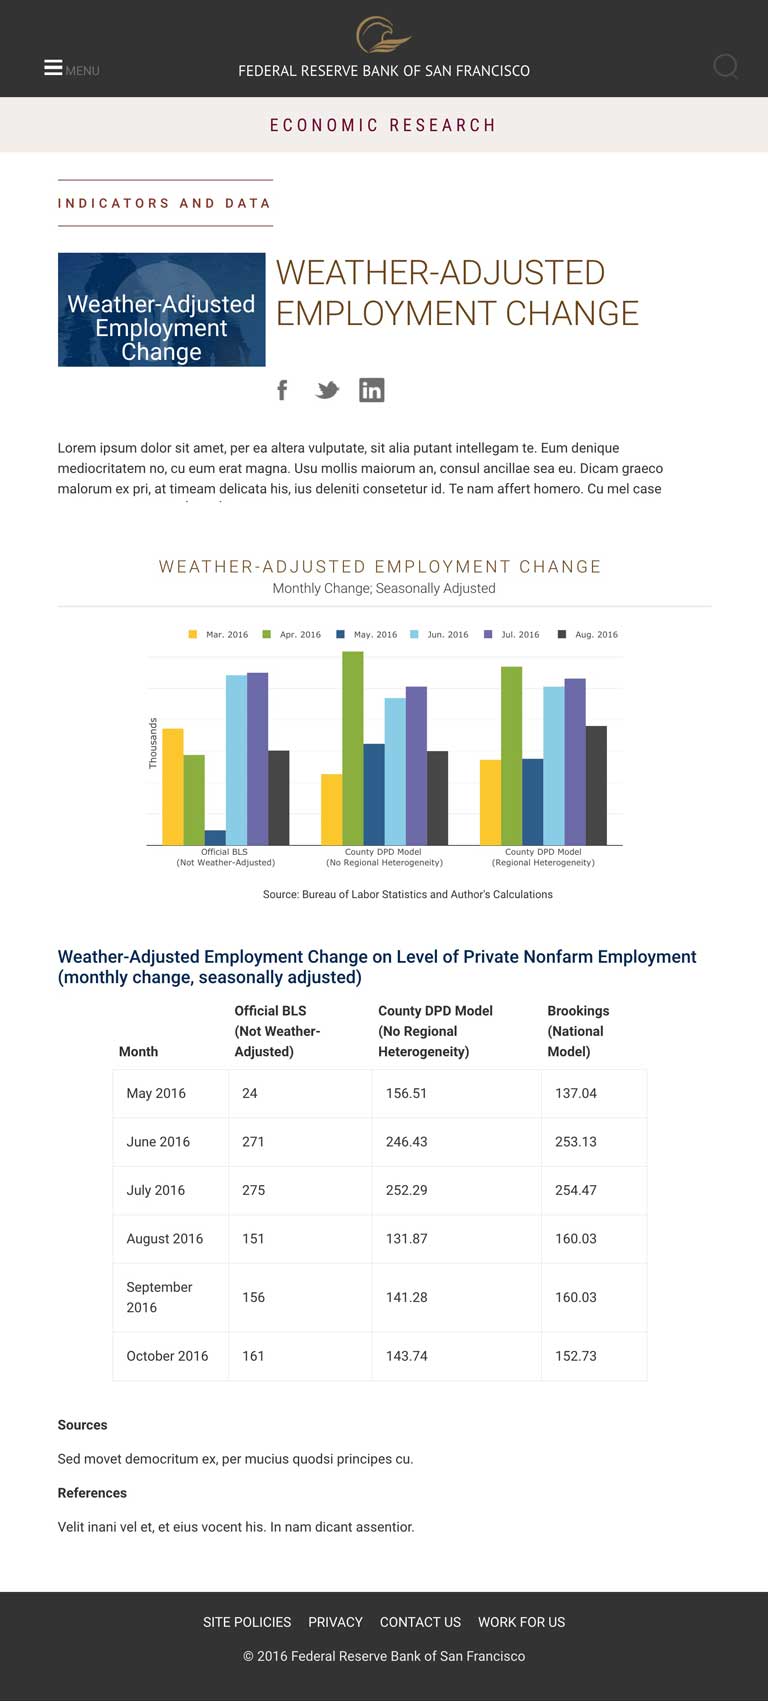 MENU
FEDERAL RESERVE BANK OF SAN FRANCISCO
ECONOMIC RESEARCH
INDICATORS AND DATA
Weather-Adjusted
Employment
Change
WEATHER-ADJUSTED
EMPLOYMENT CHANGE
f
in
Lorem ipsum dolor sit amet, per ea altera vulputate, sit alia putant intellegam te. Eum denique
mediocritatem no, cu eum erat magna. Usu mollis maiorum an, consul ancillae sea eu. Dicam graeco
malorum ex pri, at timeam delicata his, ius deleniti consetetur id. Te nam affert homero. Cu mel case
WEATHER-ADJUSTED EMPLOYMENT CHANGE
Monthly Change; Seasonally Adjusted
Mar. 2016 Apr. 2016 May. 2016 Jun. 2016 Jul. 2016 Aug. 2016
Thousands
Official BLS
(Not Weather-Adjusted)
County DPD Model
(No Regional Heterogeneity)
County DPD Model
(Regional Heterogeneity)
Source: Bureau of Labor Statistics and Author's Calculations
Weather-Adjusted Employment Change on Level of Private Nonfarm Employment
(monthly change, seasonally adjusted)
Month
Official BLS
(Not Weather-
Adjusted)
County DPD Model
(No Regional
Heterogeneity)
Brookings
(National
Model)
May 2016 24 156.51 137.04
June 2016 271 246.43 253.13
July 2016 275 252.29 254.47
August 2016 151 131.87 160.03
September
2016 156 141.28 160.03
October 2016 161 143.74 152.73
Sources
Sed movet democritum ex, per mucius quodsi principes cu.
References
Velit inani vel et, et eius vocent his. In nam dicant assentior.
SITE POLICIES PRIVACY CONTACT US WORK FOR US
© 2016 Federal Reserve Bank of San Francisco